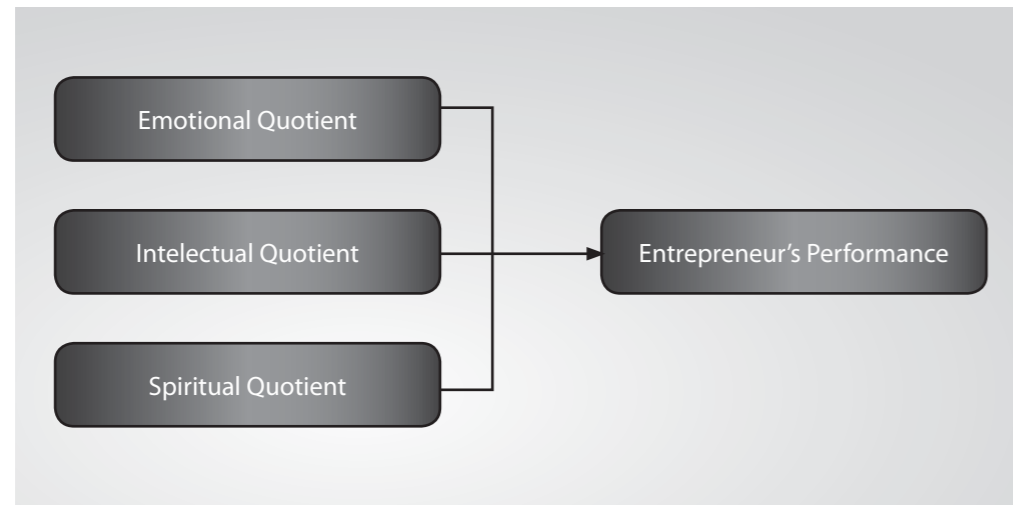 Emotional Quotient
Intelectual Quotient
Entrepreneur’s Performance
Spiritual Quotient